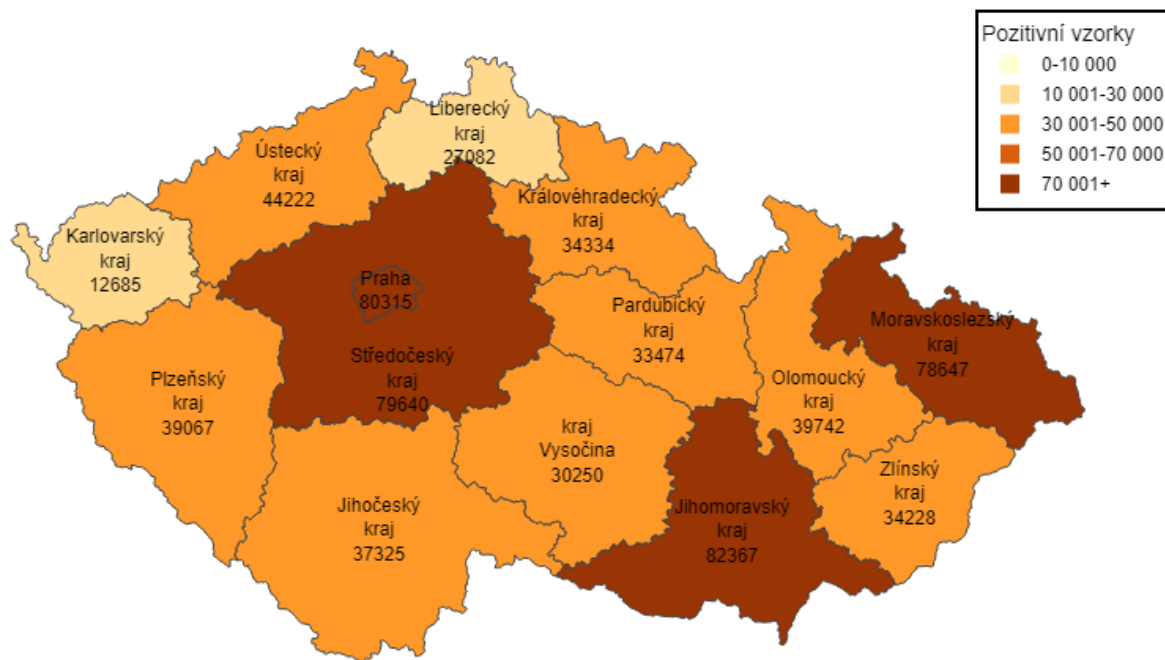 Pozitivní vzorky
0-10 000
10 001-30 000
30 001-50 000
50 001-70 000
70 001+
Liberecký
kraj
27082
Ústecký
kraj
44222
Královéhradecký
kraj
34334
Karlovarský
kraj
12685
Praha
80315
Pardubický
kraj
33474
Moravskoslezský
kraj
78647
Středočeský
kraj
79640
Plzeňský
kraj
39067
Olomoucký
kraj
39742
kraj
Vysočina
30250
Zlínský
kraj
34228
Jihočeský
kraj
37325
Jihomoravský
kraj
82367